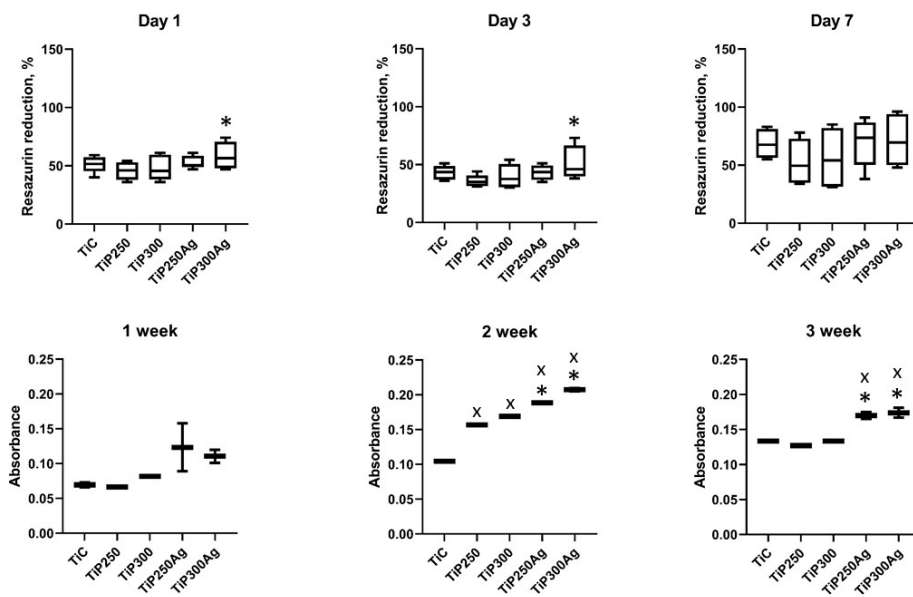 Day 1
Resazurin reduction, %
150
100
50
0
*
TiC
TiP250
TiP300
TiP250Ag
TiP300Ag
Day 3
Resazurin reduction, %
150
100
50
0
*
TiC
TiP250
TiP300
TiP250Ag
TiP300Ag
Day 7
Resazurin reduction, %
150
100
50
0
TiC
TiP250
TiP300
TiP250Ag
TiP300Ag
1 week
Absorbance
0.25
0.20
0.15
0.10
0.05
0.00
TiC
TiP250
TiP300
TiP250Ag
TiP300Ag
2 week
Absorbance
0.25
0.20
0.15
0.10
0.05
0.00
x
x
x
*
x
*
TiC
TiP250
TiP300
TiP250Ag
TiP300Ag
3 week
Absorbance
0.25
0.20
0.15
0.10
0.05
0.00
x
*
x
*
TiC
TiP250
TiP300
TiP250Ag
TiP300Ag